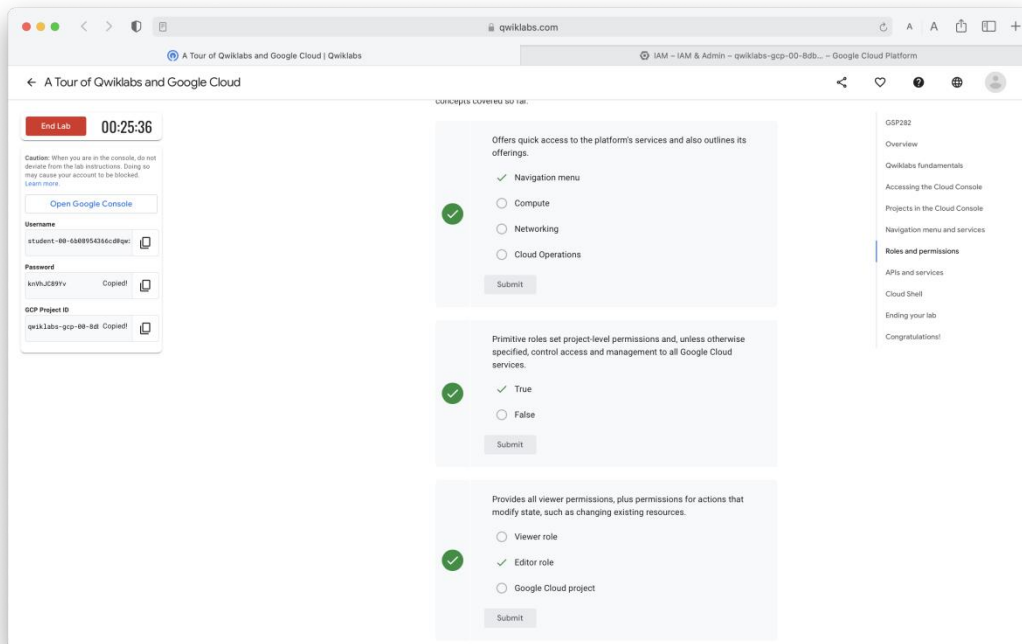 qwiklabs.com
A A
A Tour of Qwiklabs and Google Cloud | Qwiklabs
IAM – IAM & Admin – qwiklabs-gcp-00-8db... – Google Cloud Platform
A Tour of Qwiklabs and Google Cloud
End Lab
00:25:36
Caution: When you are in the console, do not
deviate from the lab instructions. Doing so
may cause your account to be blocked.
Learn more.
Open Google Console
Username
student-00-6b08954366cd@qw
Password
knVhJC89Yv
Copied!
GCP Project ID
qwiklabs-gcp-00-8d
Copied!
concepts covered so far.
Offers quick access to the platform's services and also outlines its
offerings.
Navigation menu
Compute
Networking
Cloud Operations
Submit
Primitive roles set project-level permissions and, unless otherwise
specified, control access and management to all Google Cloud
services.
True
False
Submit
Provides all viewer permissions, plus permissions for actions that
modify state, such as changing existing resources.
Viewer role
Editor role
Google Cloud project
Submit
GSP282
Overview
Qwiklabs fundamentals
Accessing the Cloud Console
Projects in the Cloud Console
Navigation menu and services
Roles and permissions
APIs and services
Cloud Shell
Ending your lab
Congratulations!